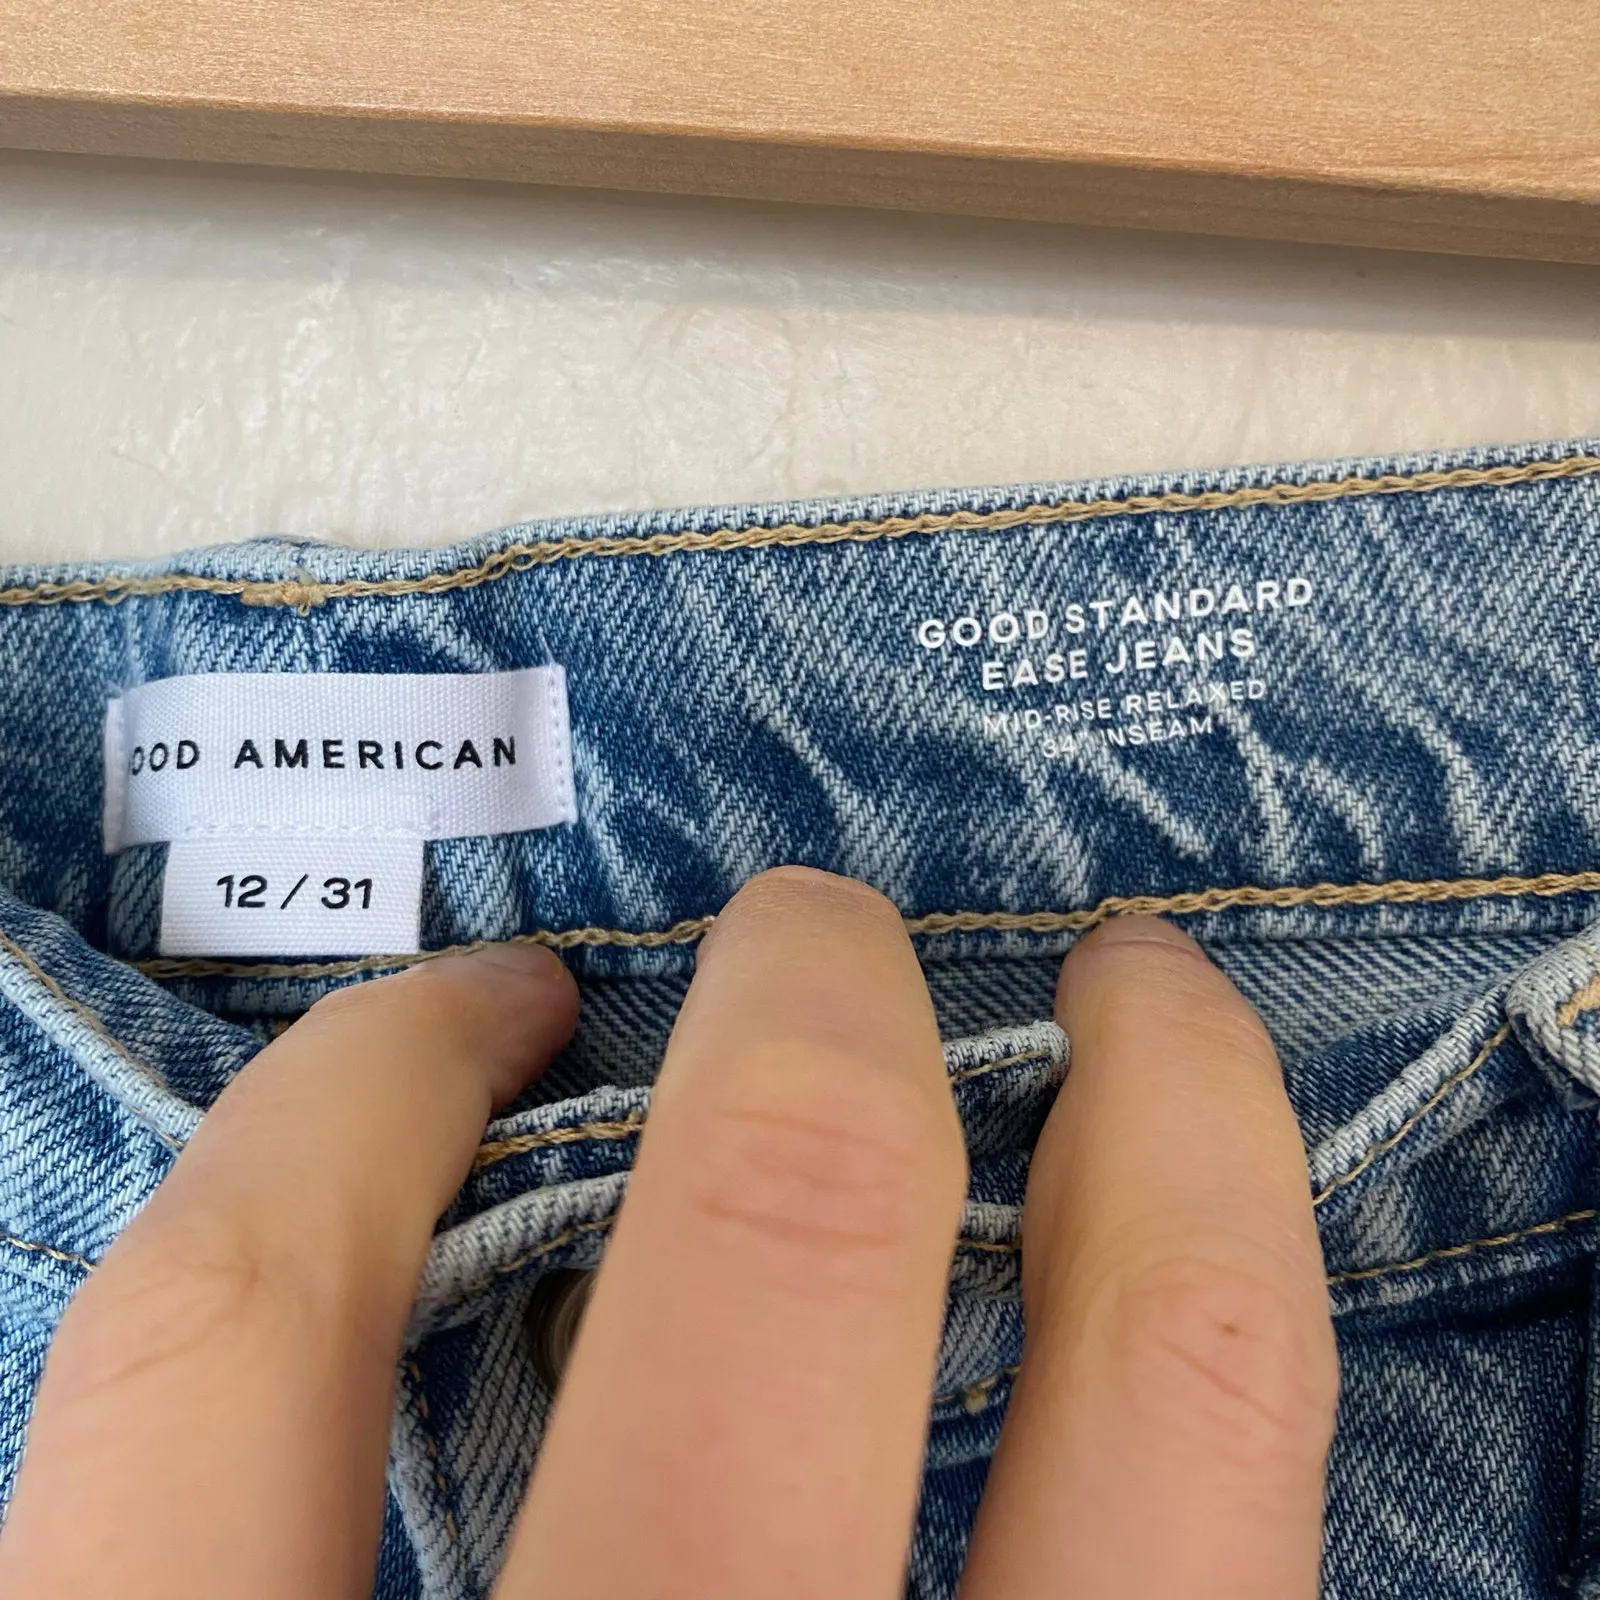 OOD AMERICAN
12 / 31
GOOD STANDARD
EASE JEANS
MID-RISE RELAXED
34" INSEAM